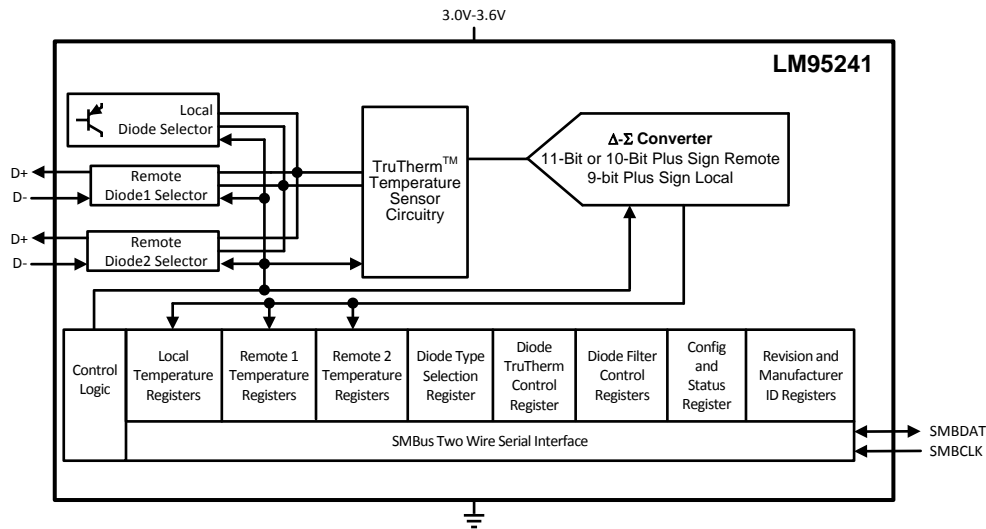 3.0V-3.6V
LM95241
Local
Diode Selector
D+
D-
Remote
Diode1 Selector
D+
D-
Remote
Diode2 Selector
TruTherm™
Temperature
Sensor
Circuitry
Δ-Σ Converter
11-Bit or 10-Bit Plus Sign Remote
9-bit Plus Sign Local
Control
Logic
Local
Temperature
Registers
Remote 1
Temperature
Registers
Remote 2
Temperature
Registers
Diode Type
Selection
Register
Diode
TruTherm
Control
Register
Diode Filter
Control
Registers
Config
and
Status
Register
Revision and
Manufacturer
ID Registers
SMBus Two Wire Serial Interface
SMBDAT
SMBCLK